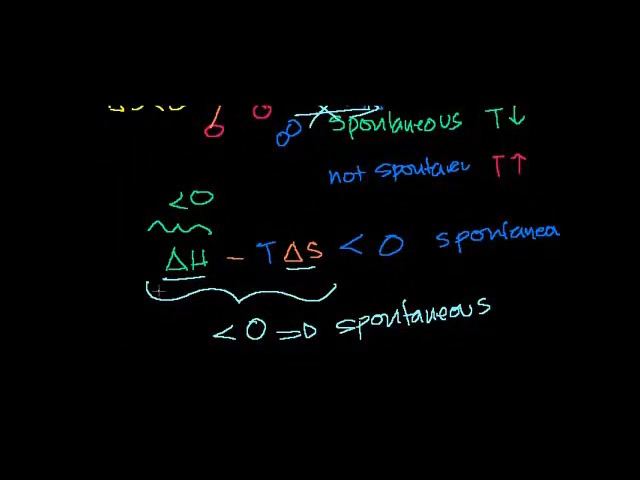 spontaneous T↓
not spontaneo T↑
<0
ΔH - TΔS < 0 spontanea
<0 => spontaneous